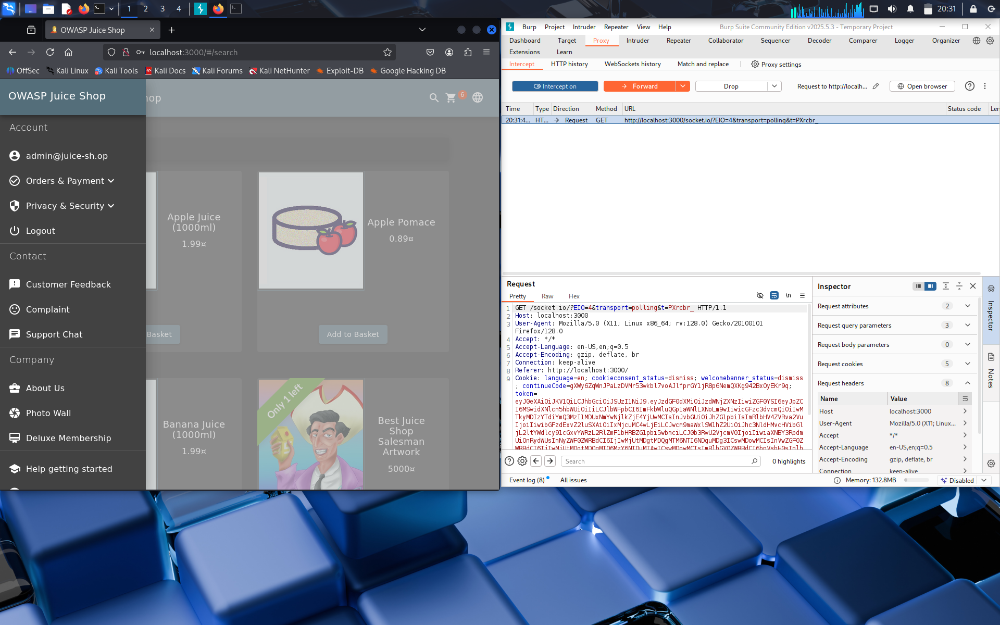 1
2
3
4
20:31
OWASP Juice Shop
localhost:3000/#/search
OffSec
Kali Linux
Kali Tools
Kali Docs
Kali Forums
Kali NetHunter
Exploit-DB
Google Hacking DB
OWASP Juice Shop
hop
6
Account
admin@juice-sh.op
Orders & Payment
Privacy & Security
Logout
Contact
Customer Feedback
Complaint
Support Chat
Company
About Us
Photo Wall
Deluxe Membership
Help getting started
Apple Juice
(1000ml)
1.99¤
Basket
Apple Pomace
0.89¤
Add to Basket
Banana Juice
(1000ml)
1.99¤
Only 1 left
Best Juice
Shop
Salesman
Artwork
5000¤
Burp Project Intruder Repeater View Help
Burp Suite Community Edition v2025.5.3 - Temporary Project
Dashboard Target Proxy Intruder Repeater Collaborator Sequencer Decoder Comparer Logger Organizer
Extensions Learn
Intercept HTTP history WebSockets history Match and replace Proxy settings
Intercept on
Forward
Drop
Request to http://localh...
Open browser
Time Type Direction Method URL Status code Len
20:31:4... HT... Request GET http://localhost:3000/socket.io/?EIO=4&transport=polling&t=PXrcbr_
Request
Pretty Raw Hex
\n
1 GET /socket.io/?EIO=4&transport=polling&t=PXrcbr_ HTTP/1.1
2 Host: localhost:3000
3 User-Agent: Mozilla/5.0 (X11; Linux x86_64; rv:128.0) Gecko/20100101
Firefox/128.0
4 Accept: */*
5 Accept-Language: en-US,en;q=0.5
6 Accept-Encoding: gzip, deflate, br
7 Connection: keep-alive
8 Referer: http://localhost:3000/
9 Cookie: language=en; cookieconsent_status=dismiss; welcomebanner_status=dismiss
; continueCode=gXWy6ZqWnJPaLzDVMr53wkbl7voAJlfprGY1jR8p6NemQXKg942BxOyEKr9q;
token=
Search
0 highlights
Inspector
Request attributes 2
Request query parameters 3
Request body parameters 0
Request cookies 5
Request headers 8
Name Value
Host localhost:3000
User-Agent Mozilla/5.0 (X11; Linux...
Accept */*
Accept-Language en-US,en;q=0.5
Accept-Encoding gzip, deflate, br
Connection keep-alive
Inspector
Notes
Event log (8)
All issues
Memory: 132.8MB
Disabled